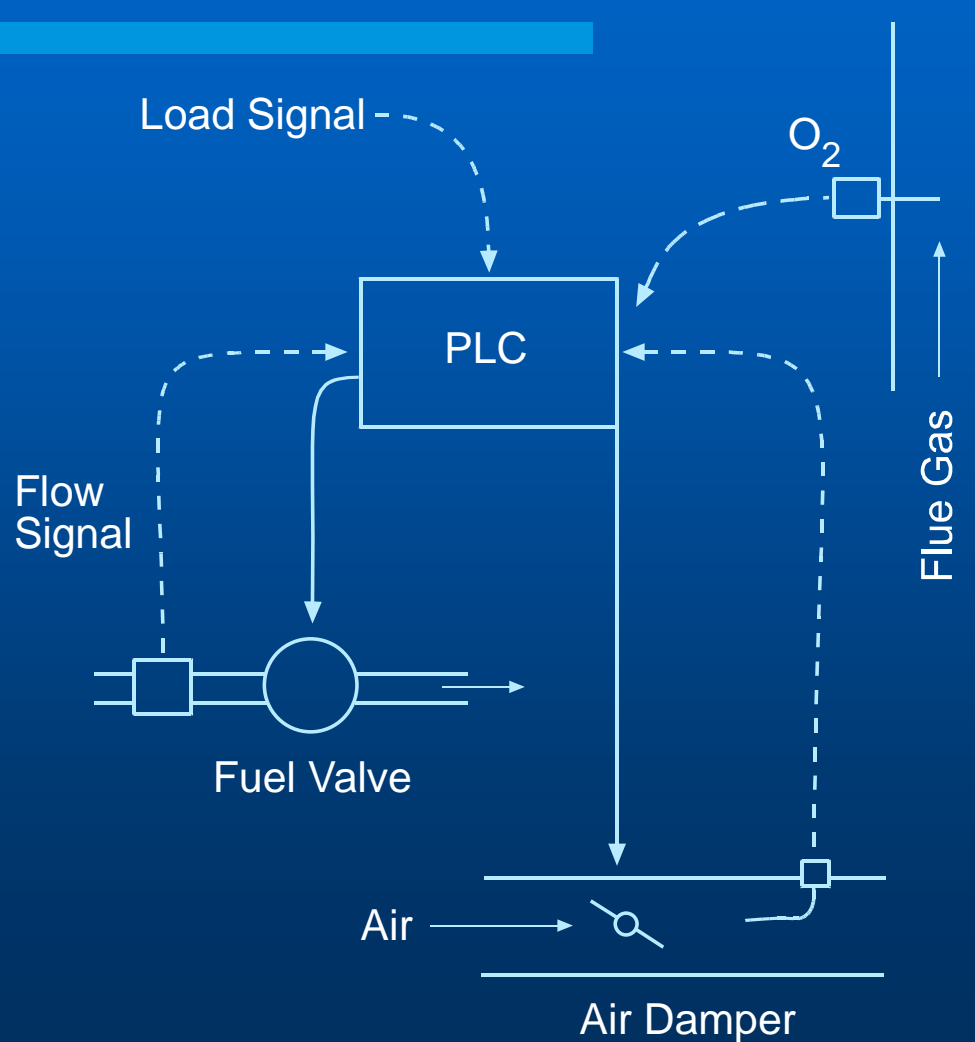 Load Signal
O2
PLC
Flow
Signal
Flue Gas
Fuel Valve
Air
Air Damper